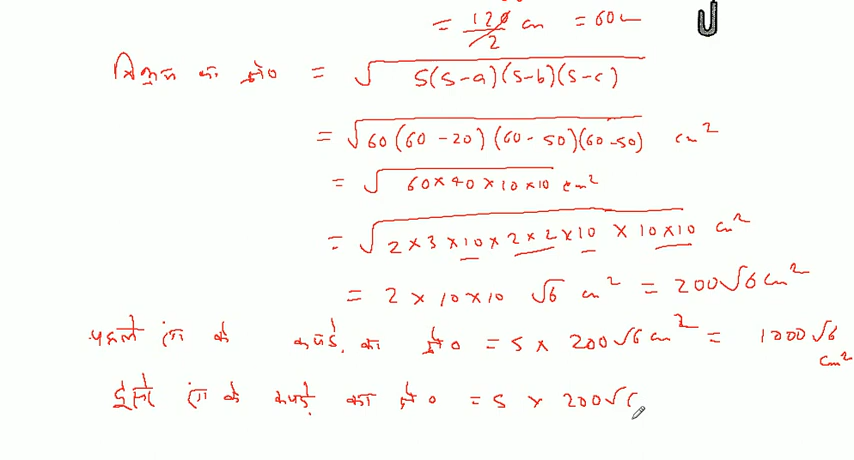 = 120/2 cm = 60cm
त्रिभुज का क्षे० = √s(s-a)(s-b)(s-c)
= √60(60-20)(60-50)(60-50) cm²
= √60×40×10×10 cm²
= √2×3×10×2×2×10×10×10 cm²
= 2×10×10 √6 cm² = 200√6 cm²
पहले रंग के कपड़े का क्षे० = 5 × 200√6 cm² = 1000√6 cm²
दूसरे रंग के कपड़े का क्षे० = 5 × 200√